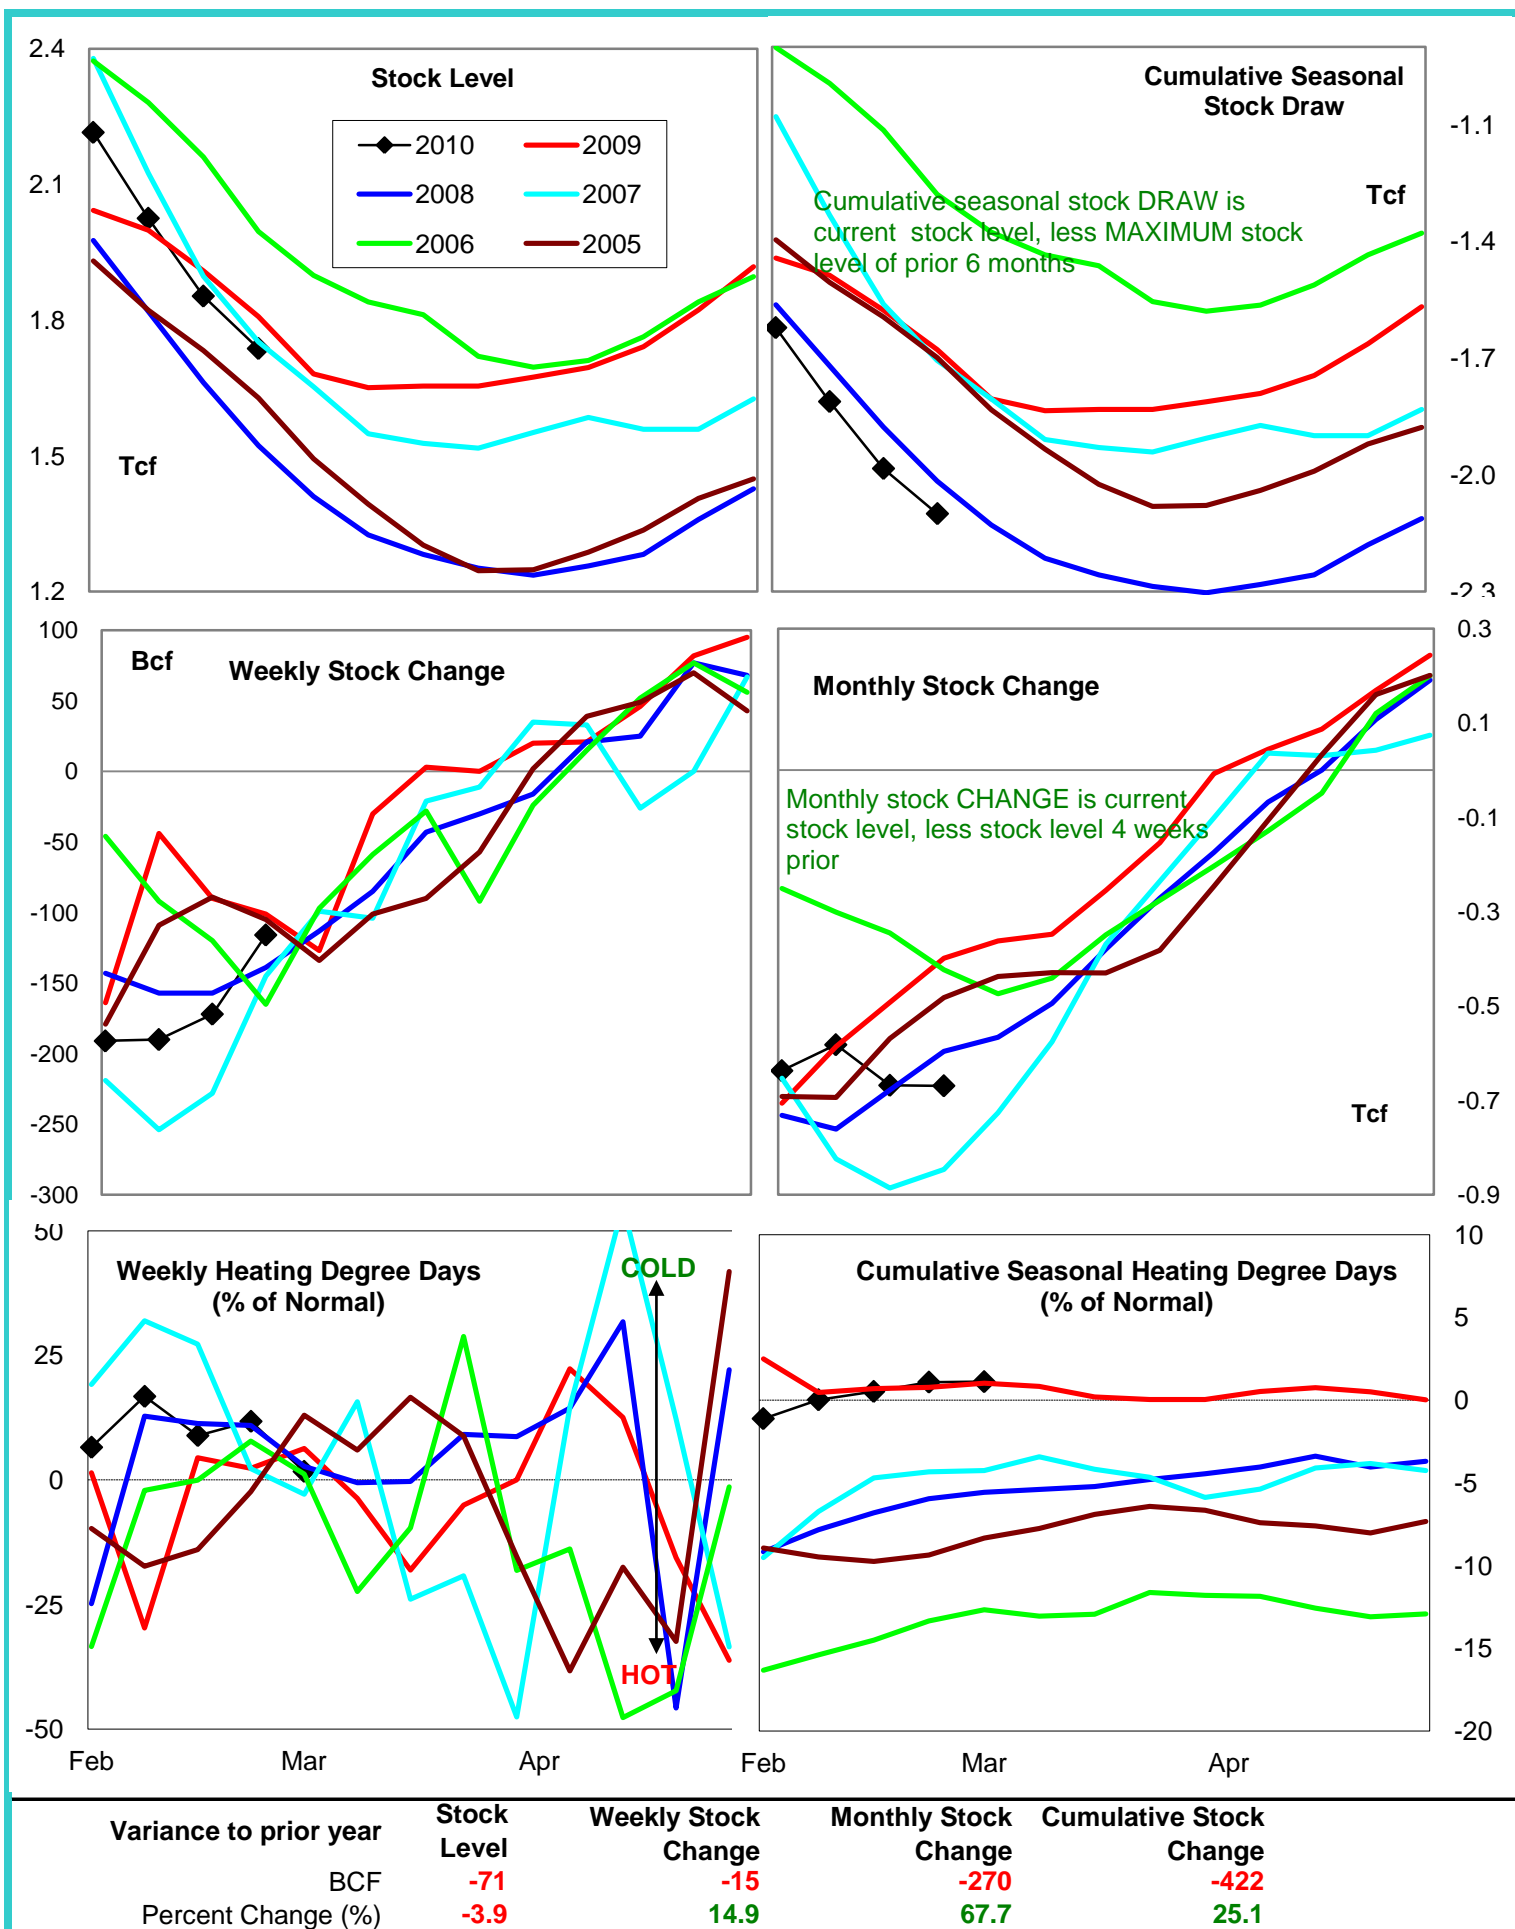 Stock Level
2.4
2.1
1.8
1.5
1.2
Tcf
2010
2009
2008
2007
2006
2005
Cumulative Seasonal
Stock Draw
Tcf
Cumulative seasonal stock DRAW is
current stock level, less MAXIMUM stock
level of prior 6 months
-1.1
-1.4
-1.7
-2.0
-2.3
Bcf
Weekly Stock Change
100
50
0
-50
-100
-150
-200
-250
-300
Monthly Stock Change
Monthly stock CHANGE is current
stock level, less stock level 4 weeks
prior
Tcf
0.3
0.1
-0.1
-0.3
-0.5
-0.7
-0.9
Weekly Heating Degree Days
(% of Normal)
COLD
HOT
50
25
0
-25
-50
Feb
Mar
Apr
Cumulative Seasonal Heating Degree Days
(% of Normal)
10
5
0
-5
-10
-15
-20
Feb
Mar
Apr
Variance to prior year
Stock
Level
Weekly Stock
Change
Monthly Stock
Change
Cumulative Stock
Change
BCF -71 -15 -270 -422
Percent Change (%) -3.9 14.9 67.7 25.1